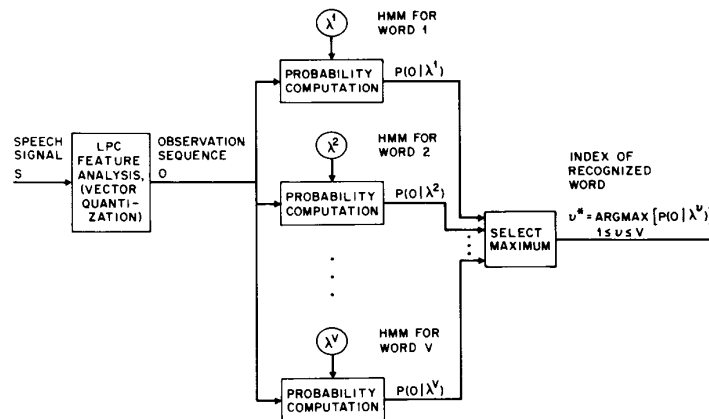 λ¹
HMM FOR
WORD 1
PROBABILITY
COMPUTATION
P(O|λ¹)
SPEECH
SIGNAL
S
LPC
FEATURE
ANALYSIS,
(VECTOR
QUANTI-
ZATION)
OBSERVATION
SEQUENCE
O
λ²
HMM FOR
WORD 2
PROBABILITY
COMPUTATION
P(O|λ²)
λⱽ
HMM FOR
WORD V
PROBABILITY
COMPUTATION
P(O|λⱽ)
SELECT
MAXIMUM
INDEX OF
RECOGNIZED
WORD
υ* = ARGMAX [P(O|λᵛ)
1 ≤ υ ≤ V